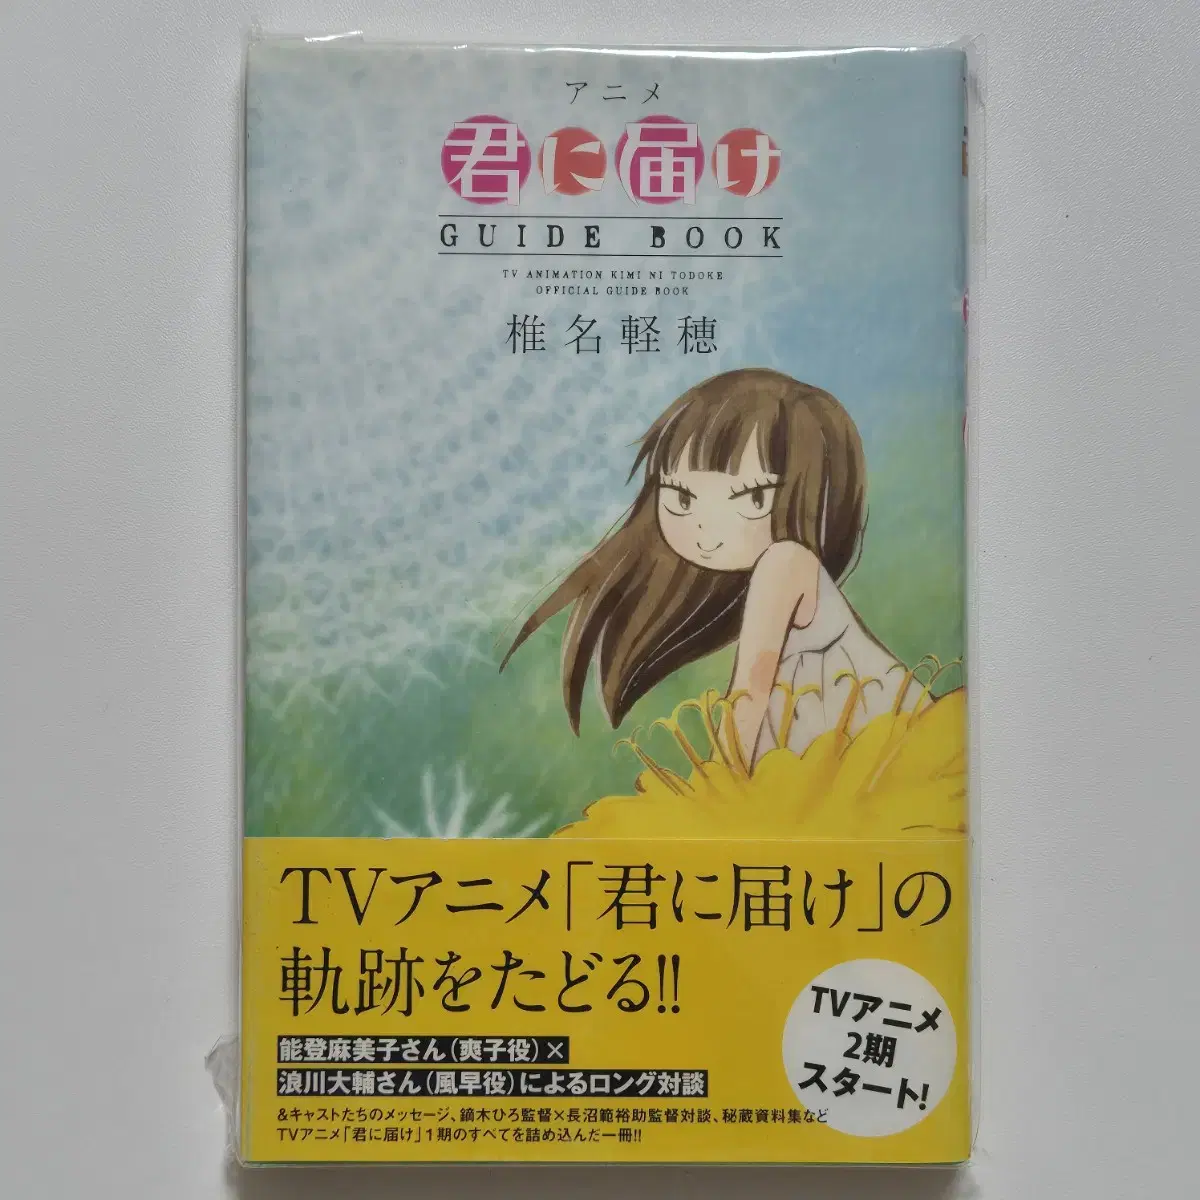 アニメ
君に届け
GUIDE BOOK
TV ANIMATION KIMI NI TODOKE
OFFICIAL GUIDE BOOK
椎名軽穂
TVアニメ「君に届け」の
軌跡をたどる!!
能登麻美子さん(爽子役)×
浪川大輔さん(風早役)によるロング対談
&キャストたちのメッセージ、鏑木ひろ監督×長沼範裕助監督対談、秘蔵資料集など
TVアニメ「君に届け」1期のすべてを詰め込んだ一冊!!
TVアニメ
2期
スタート!